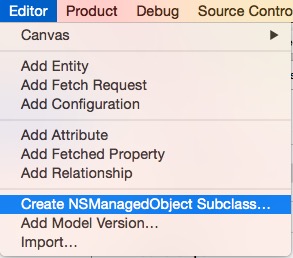 Editor Product Debug Source Contro
Canvas
Add Entity
Add Fetch Request
Add Configuration
Add Attribute
Add Fetched Property
Add Relationship
Create NSManagedObject Subclass...
Add Model Version...
Import...